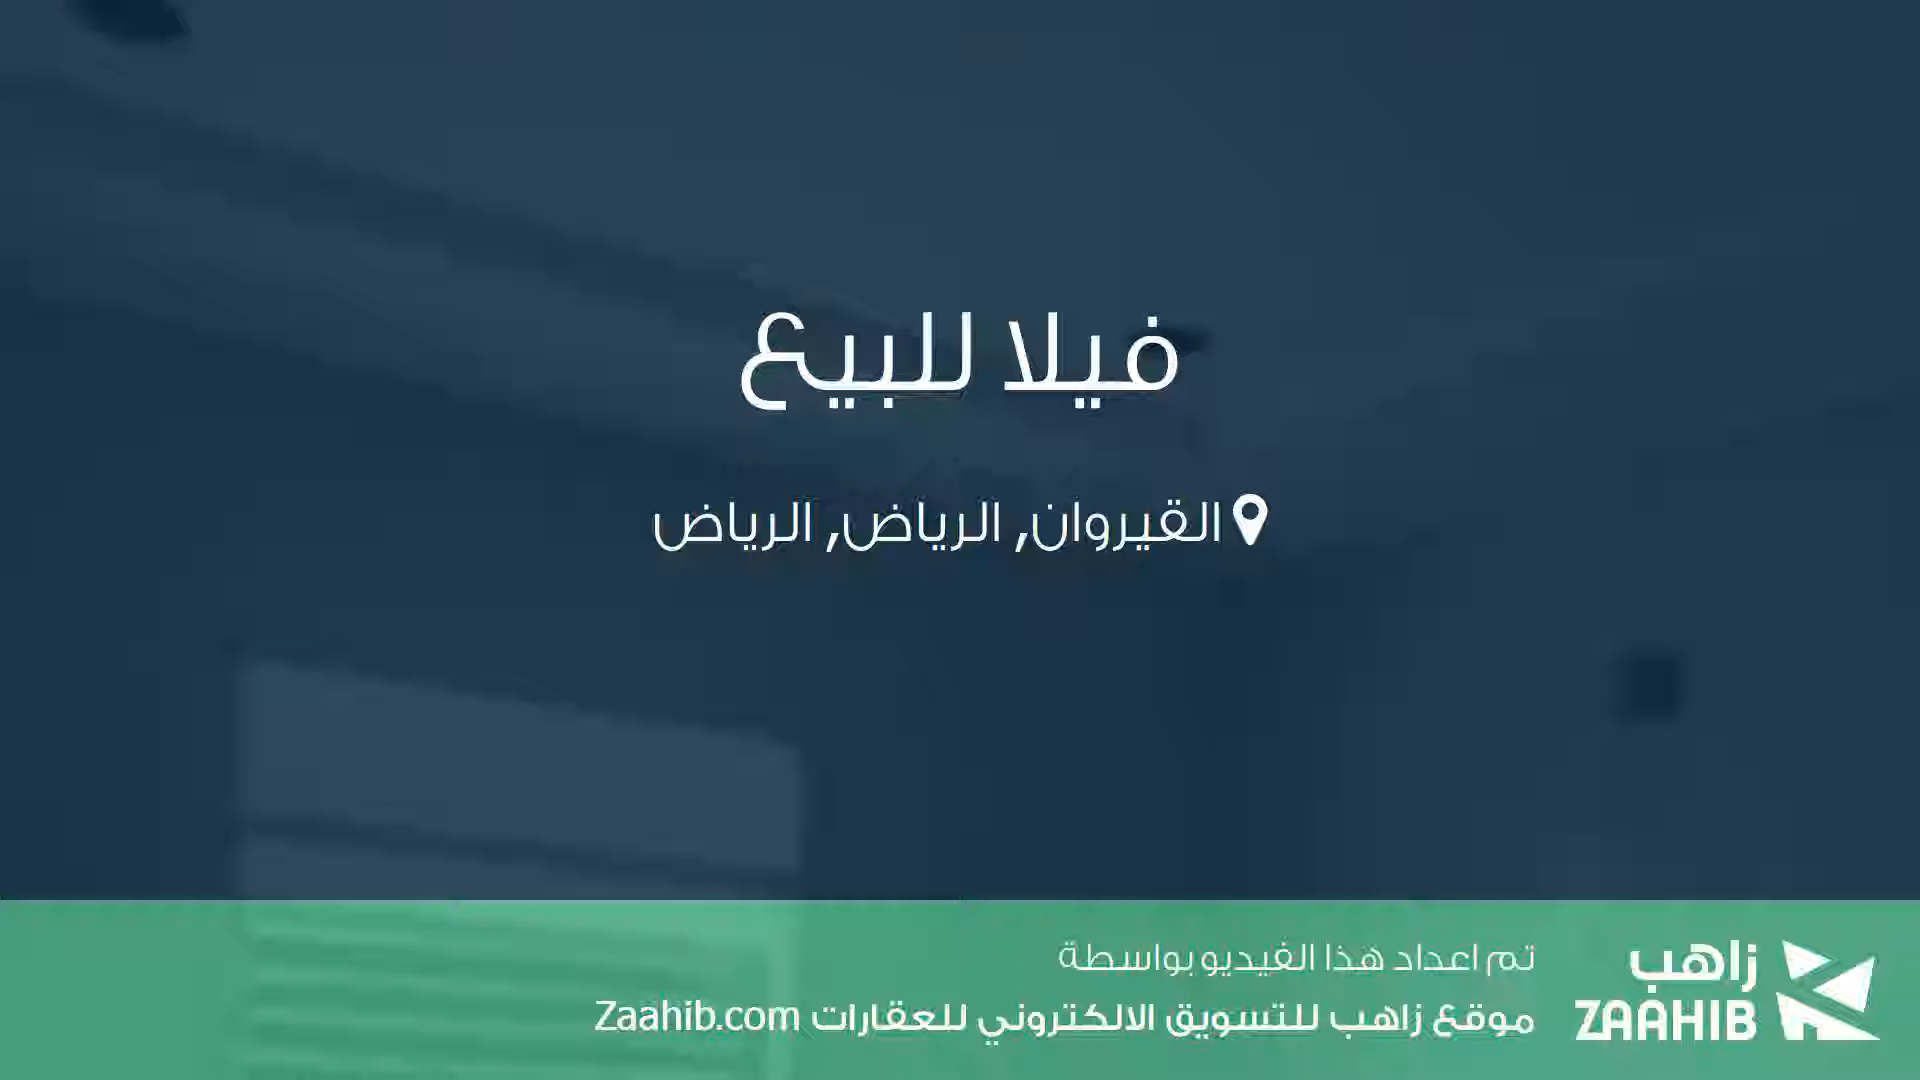 فيلا للبيع
القيروان, الرياض, الرياض
تم اعداد هذا الفيديو بواسطة
موقع زاهب للتسويق الالكتروني للعقارات Zaahib.com
زاهب
ZAAHIB